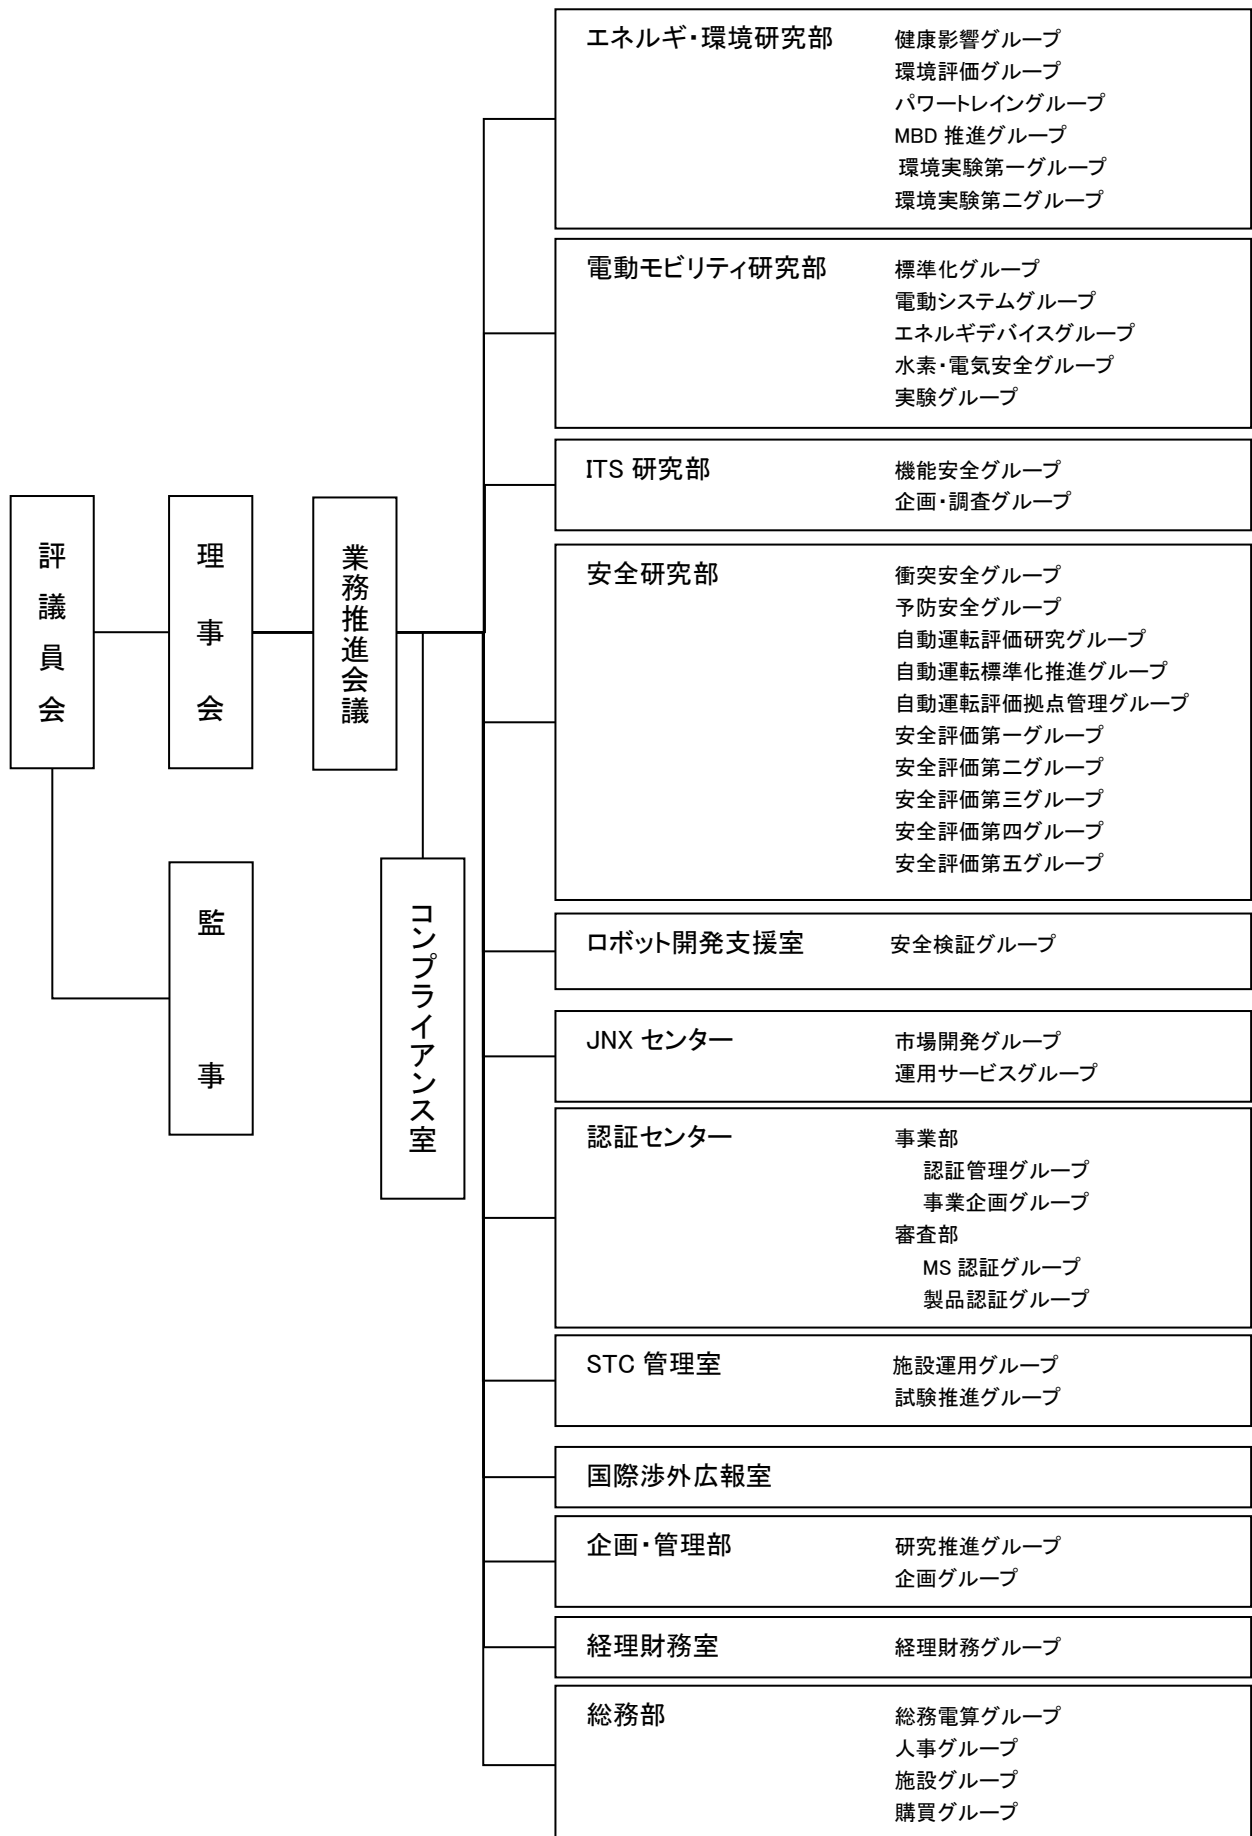 評議員会
理事会
監事
業務推進会議
コンプライアンス室
エネルギ・環境研究部
健康影響グループ
環境評価グループ
パワートレイングループ
MBD 推進グループ
環境実験第一グループ
環境実験第二グループ
電動モビリティ研究部
標準化グループ
電動システムグループ
エネルギデバイスグループ
水素・電気安全グループ
実験グループ
ITS 研究部
機能安全グループ
企画・調査グループ
安全研究部
衝突安全グループ
予防安全グループ
自動運転評価研究グループ
自動運転標準化推進グループ
自動運転評価拠点管理グループ
安全評価第一グループ
安全評価第二グループ
安全評価第三グループ
安全評価第四グループ
安全評価第五グループ
ロボット開発支援室
安全検証グループ
JNX センター
市場開発グループ
運用サービスグループ
認証センター
事業部
認証管理グループ
事業企画グループ
審査部
MS 認証グループ
製品認証グループ
STC 管理室
施設運用グループ
試験推進グループ
国際渉外広報室
企画・管理部
研究推進グループ
企画グループ
経理財務室
経理財務グループ
総務部
総務電算グループ
人事グループ
施設グループ
購買グループ